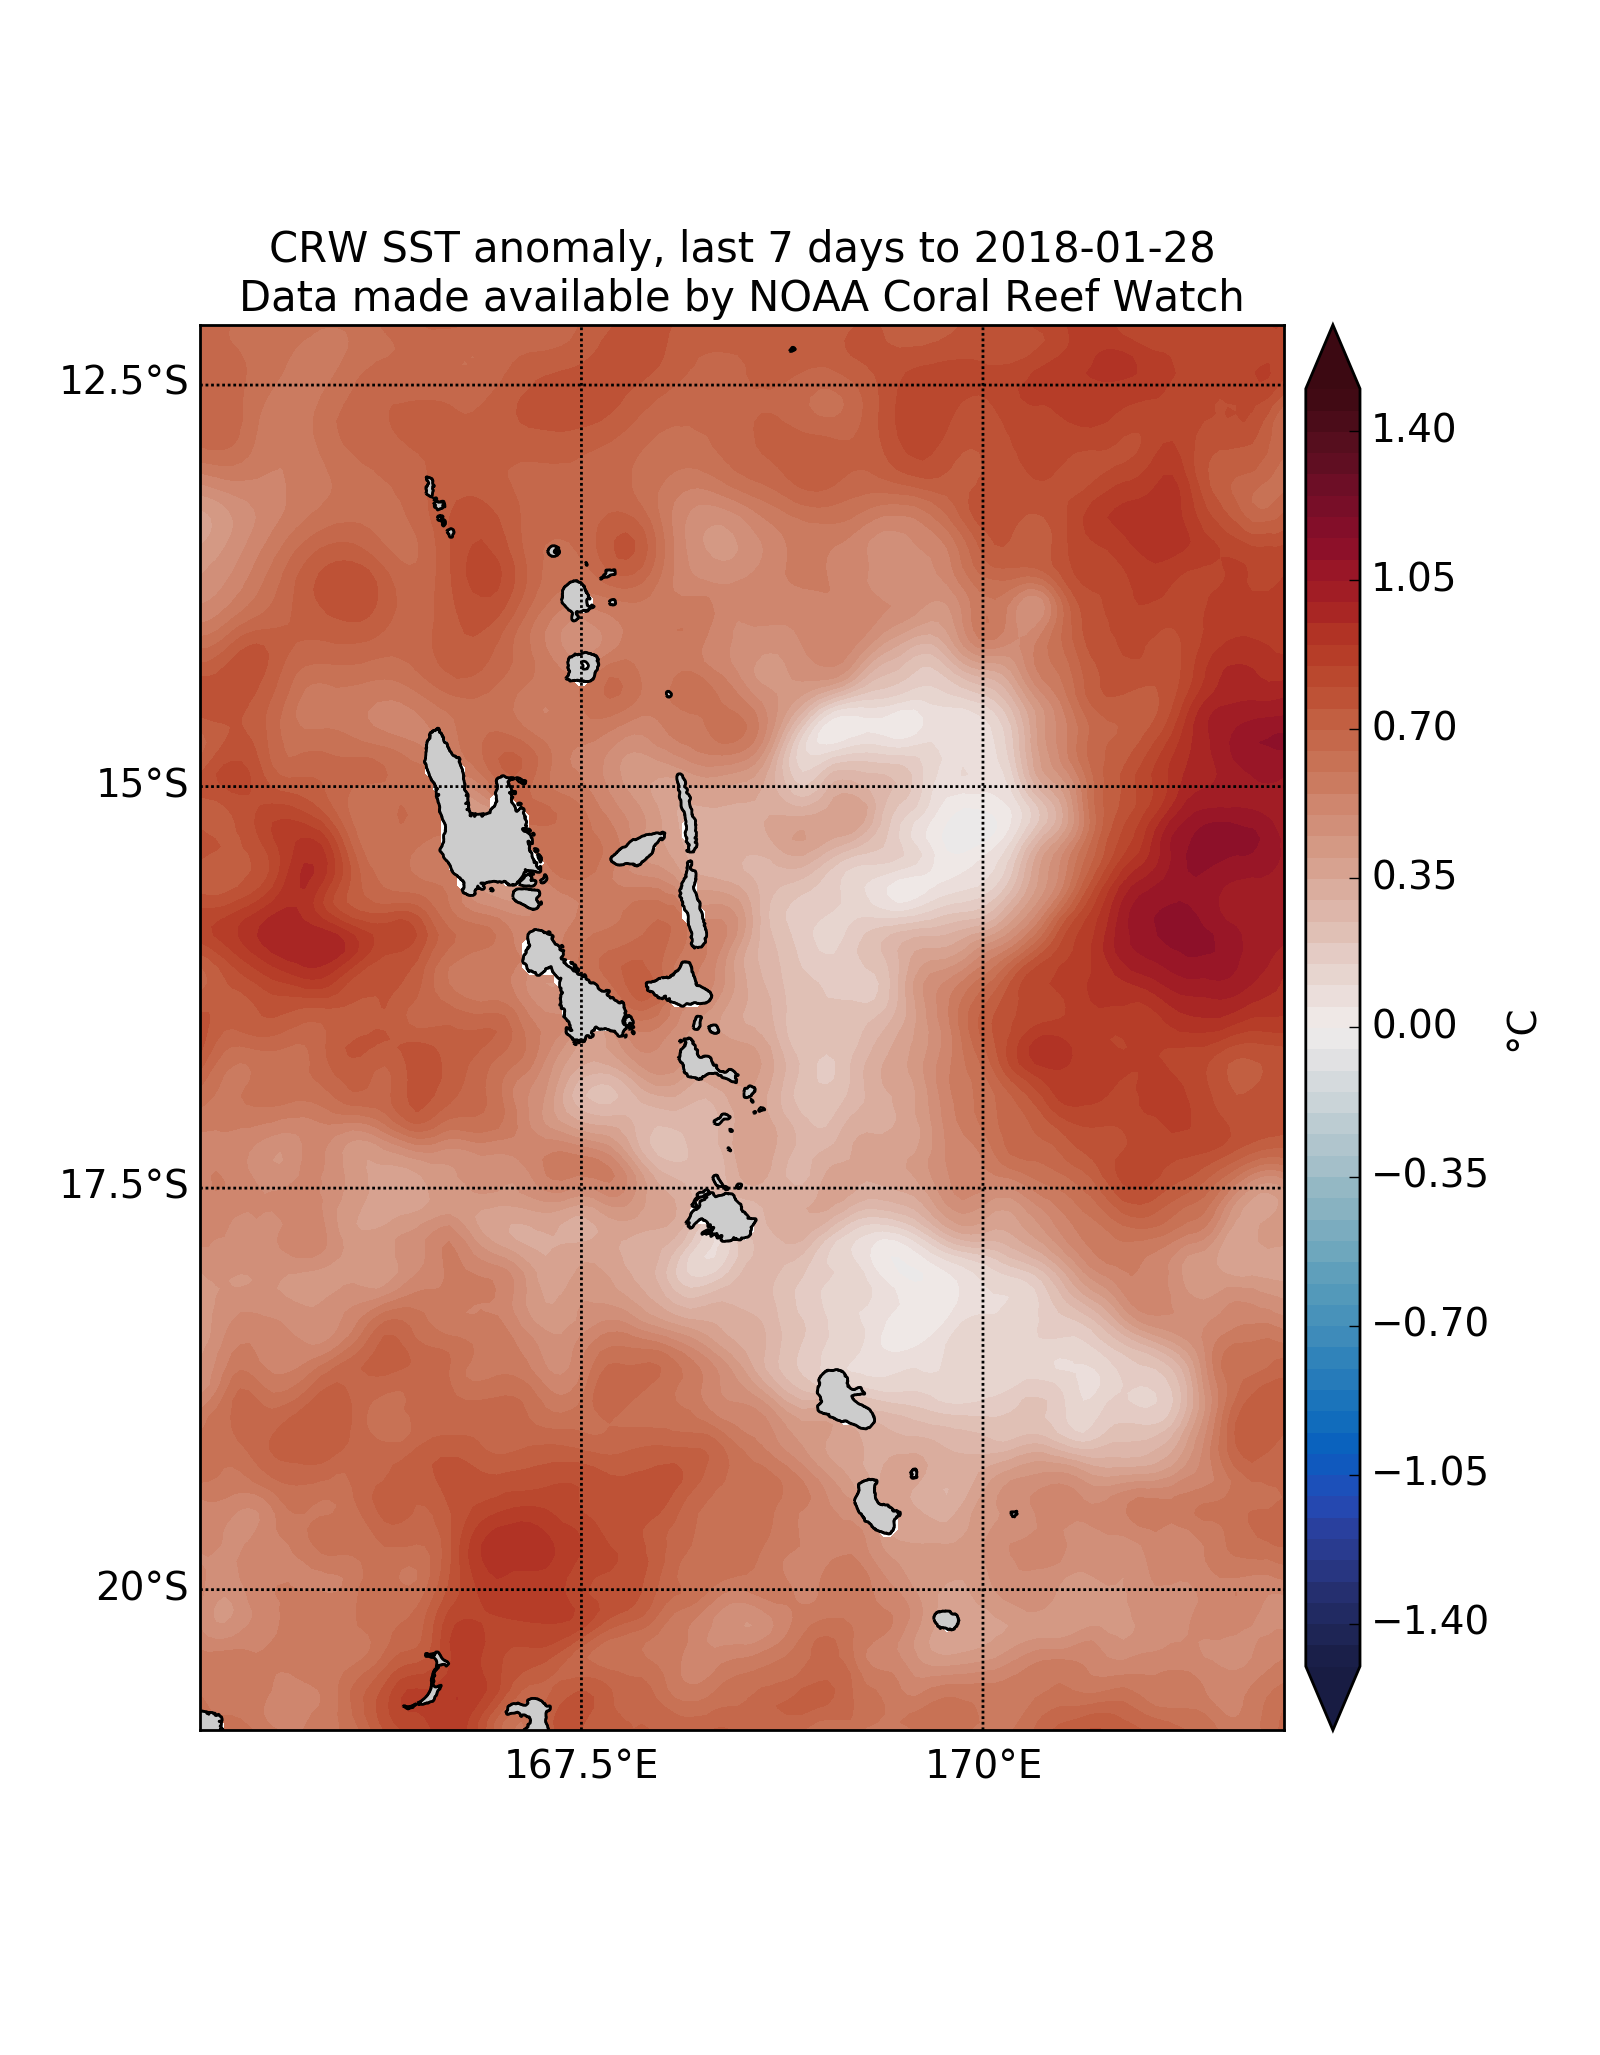 CRW SST anomaly, last 7 days to 2018-01-28
Data made available by NOAA Coral Reef Watch
12.5°S
15°S
17.5°S
20°S
167.5°E
170°E
1.40
1.05
0.70
0.35
0.00
−0.35
−0.70
−1.05
−1.40
°C